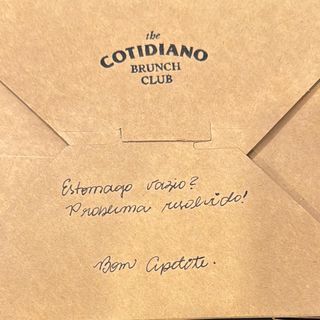 the
COTIDIANO
BRUNCH
CLUB
Estomago vazio?
Problema resolvido!
Bom Apetite.